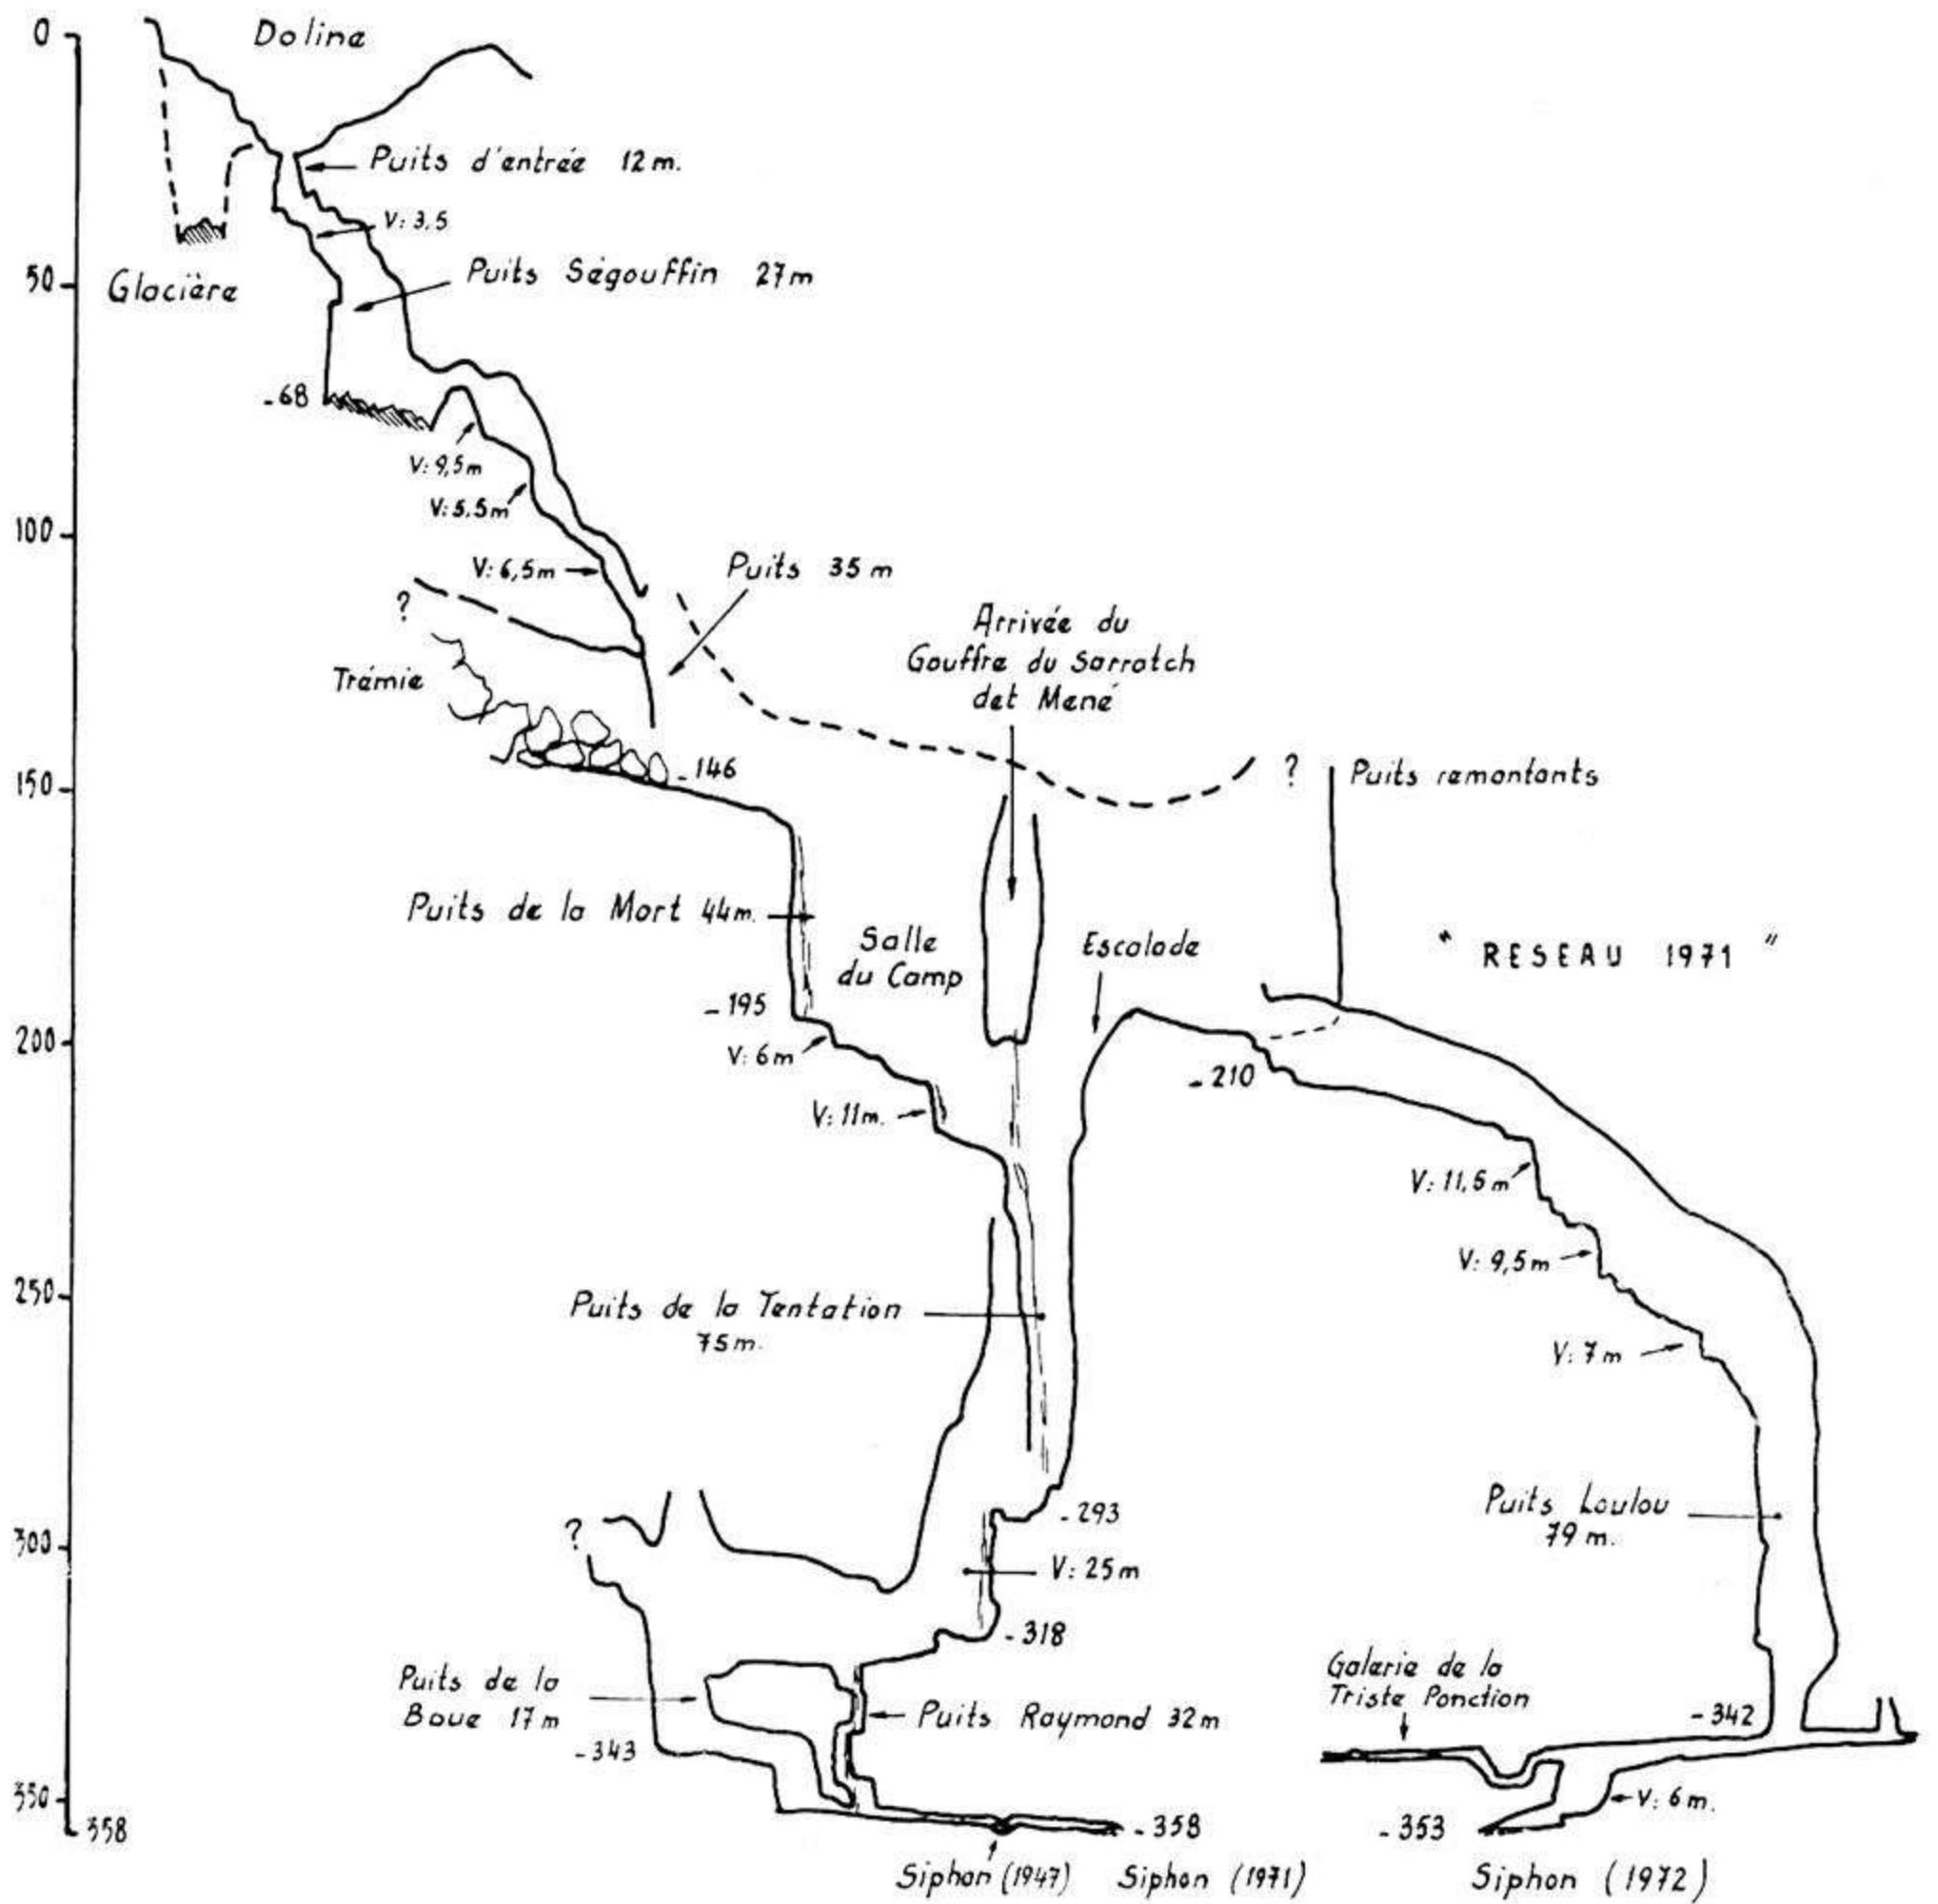 0
Doline
Puits d'entrée 12 m.
V: 3,5
50
Glacière
Puits Ségouffin 27 m
- 68
V: 9,5 m
V: 5,5 m
100
V: 6,5 m
Puits 35 m
?
Trémie
Arrivée du
Gouffre du Sarratch
det Mené
- 146
150
?
Puits remontants
Puits de la Mort 44 m.
Salle
du Camp
Escalade
" RESEAU 1971 "
- 195
200
V: 6 m
- 210
V: 11 m.
V: 11,5 m
V: 9,5 m
250
Puits de la Tentation
75 m.
V: 7 m
- 293
Puits Loulou
79 m.
300
?
V: 25 m
- 318
Puits de la
Boue 17 m
Puits Raymond 32 m
Galerie de la
Triste Ponction
- 342
- 343
350
V: 6 m.
358
- 358
- 353
Siphon (1947)
Siphon (1971)
Siphon (1972)